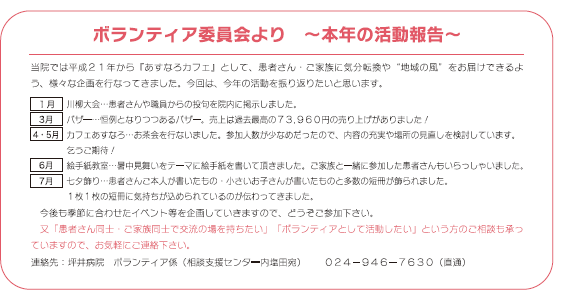 ボランティア委員会より　～本年の活動報告～
当院では平成２１年から『あすなろカフェ』として、患者さん・ご家族に気分転換や“地域の風”をお届けできるよ
う、様々な企画を行なってきました。今回は、今年の活動を振り返りたいと思います。
１月　川柳大会…患者さんや職員からの投句を院内に掲示しました。
３月　バザー…恒例となりつつあるバザー。売上は過去最高の７３,９６０円の売り上げがありました！
４・５月　カフェあすなろ…お茶会を行ないました。参加人数が少なめだったので、内容の充実や場所の見直しを検討しています。
乞うご期待！
６月　絵手紙教室…暑中見舞いをテーマに絵手紙を書いて頂きました。ご家族と一緒に参加した患者さんもいらっしゃいました。
７月　七夕飾り…患者さんご本人が書いたもの・小さいお子さんが書いたものと多数の短冊が飾られました。
１枚１枚の短冊に気持ちが込められているのが伝わってきました。
今後も季節に合わせたイベント等を企画していきますので、どうぞご参加下さい。
又「患者さん同士・ご家族同士で交流の場を持ちたい」「ボランティアとして活動したい」という方のご相談も承っ
ていますので、お気軽にご連絡下さい。
連絡先：坪井病院　ボランティア係（相談支援センター内塩田宛）　　０２４－９４６－７６３０（直通）